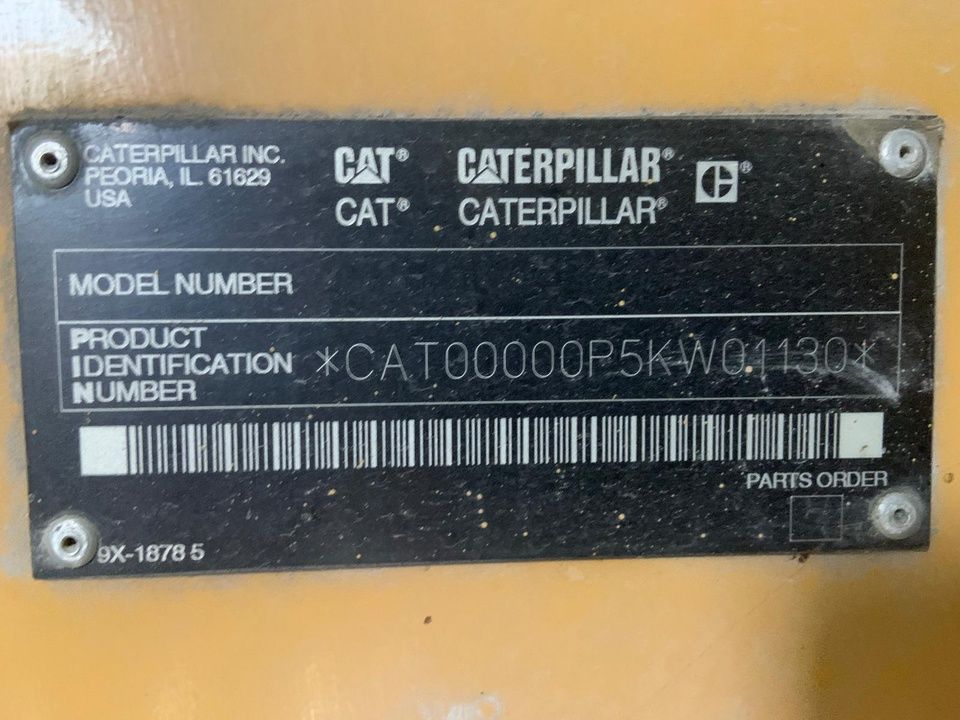 CATERPILLAR INC.
PEORIA, IL. 61629
USA
CAT® CATERPILLAR® C®
CAT® CATERPILLAR®
MODEL NUMBER
PRODUCT
IDENTIFICATION
NUMBER
*CAT00000P5KW01130*
PARTS ORDER
9X-1878 5